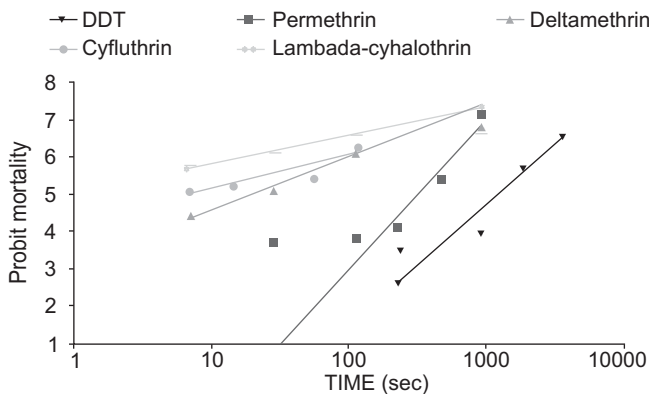 DDT Permethrin Deltamethrin
Cyfluthrin Lambada-cyhalothrin
8
7
6
5
4
3
2
1
Probit mortality
1 10 100 1000 10000
TIME (sec)